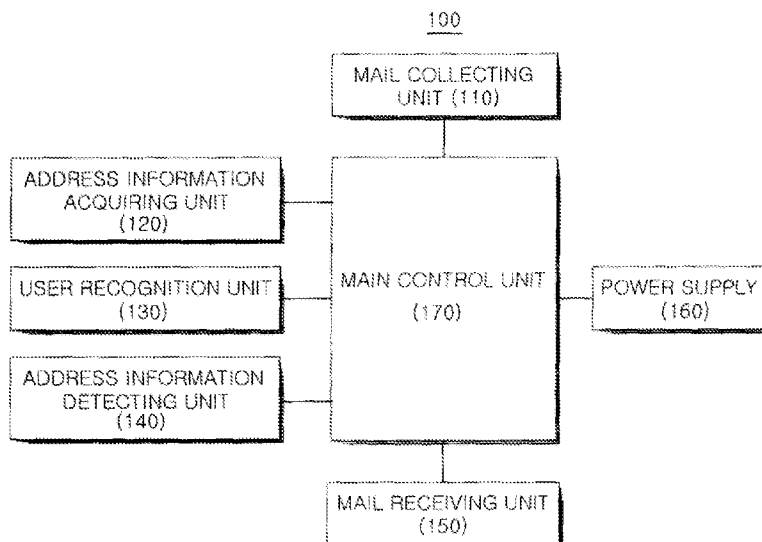 100
MAIL COLLECTING
UNIT (110)
ADDRESS INFORMATION
ACQUIRING UNIT
(120)
USER RECOGNITION UNIT
(130)
ADDRESS INFORMATION
DETECTING UNIT
(140)
MAIN CONTROL UNIT
(170)
POWER SUPPLY
(160)
MAIL RECEIVING UNIT
(150)